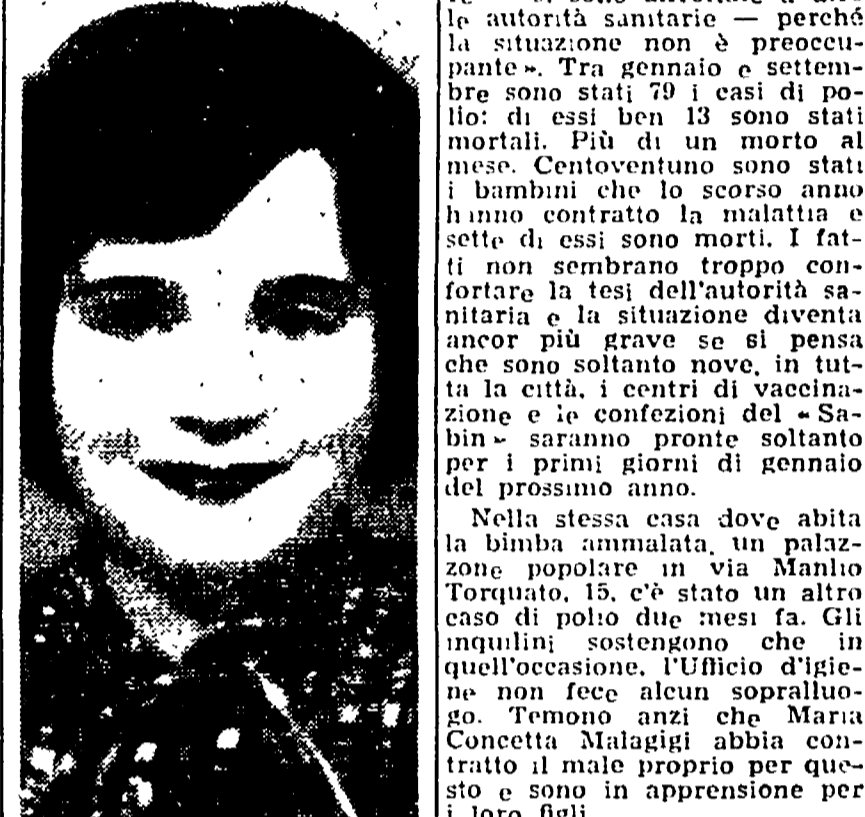 le autorità sanitarie — perché
la situazione non è preoccu-
pante». Tra gennaio e settem-
bre sono stati 79 i casi di po-
lio: di essi ben 13 sono stati
mortali. Più di un morto al
mese. Centoventuno sono stati
i bambini che lo scorso anno
hanno contratto la malattia e
sette di essi sono morti. I fat-
ti non sembrano troppo con-
fortare la tesi dell'autorità sa-
nitaria e la situazione diventa
ancor più grave se si pensa
che sono soltanto nove, in tut-
ta la città, i centri di vaccina-
zione e le confezioni del «Sa-
bin» saranno pronte soltanto
per i primi giorni di gennaio
del prossimo anno.
Nella stessa casa dove abita
la bimba ammalata, un palaz-
zone popolare in via Manlio
Torquato, 15, c'è stato un altro
caso di polio due mesi fa. Gli
inquilini sostengono che in
quell'occasione, l'Ufficio d'igie-
ne non fece alcun sopralluo-
go. Temono anzi che Maria
Concetta Malagigi abbia con-
tratto il male proprio per que-
sto e sono in apprensione per
i loro figli